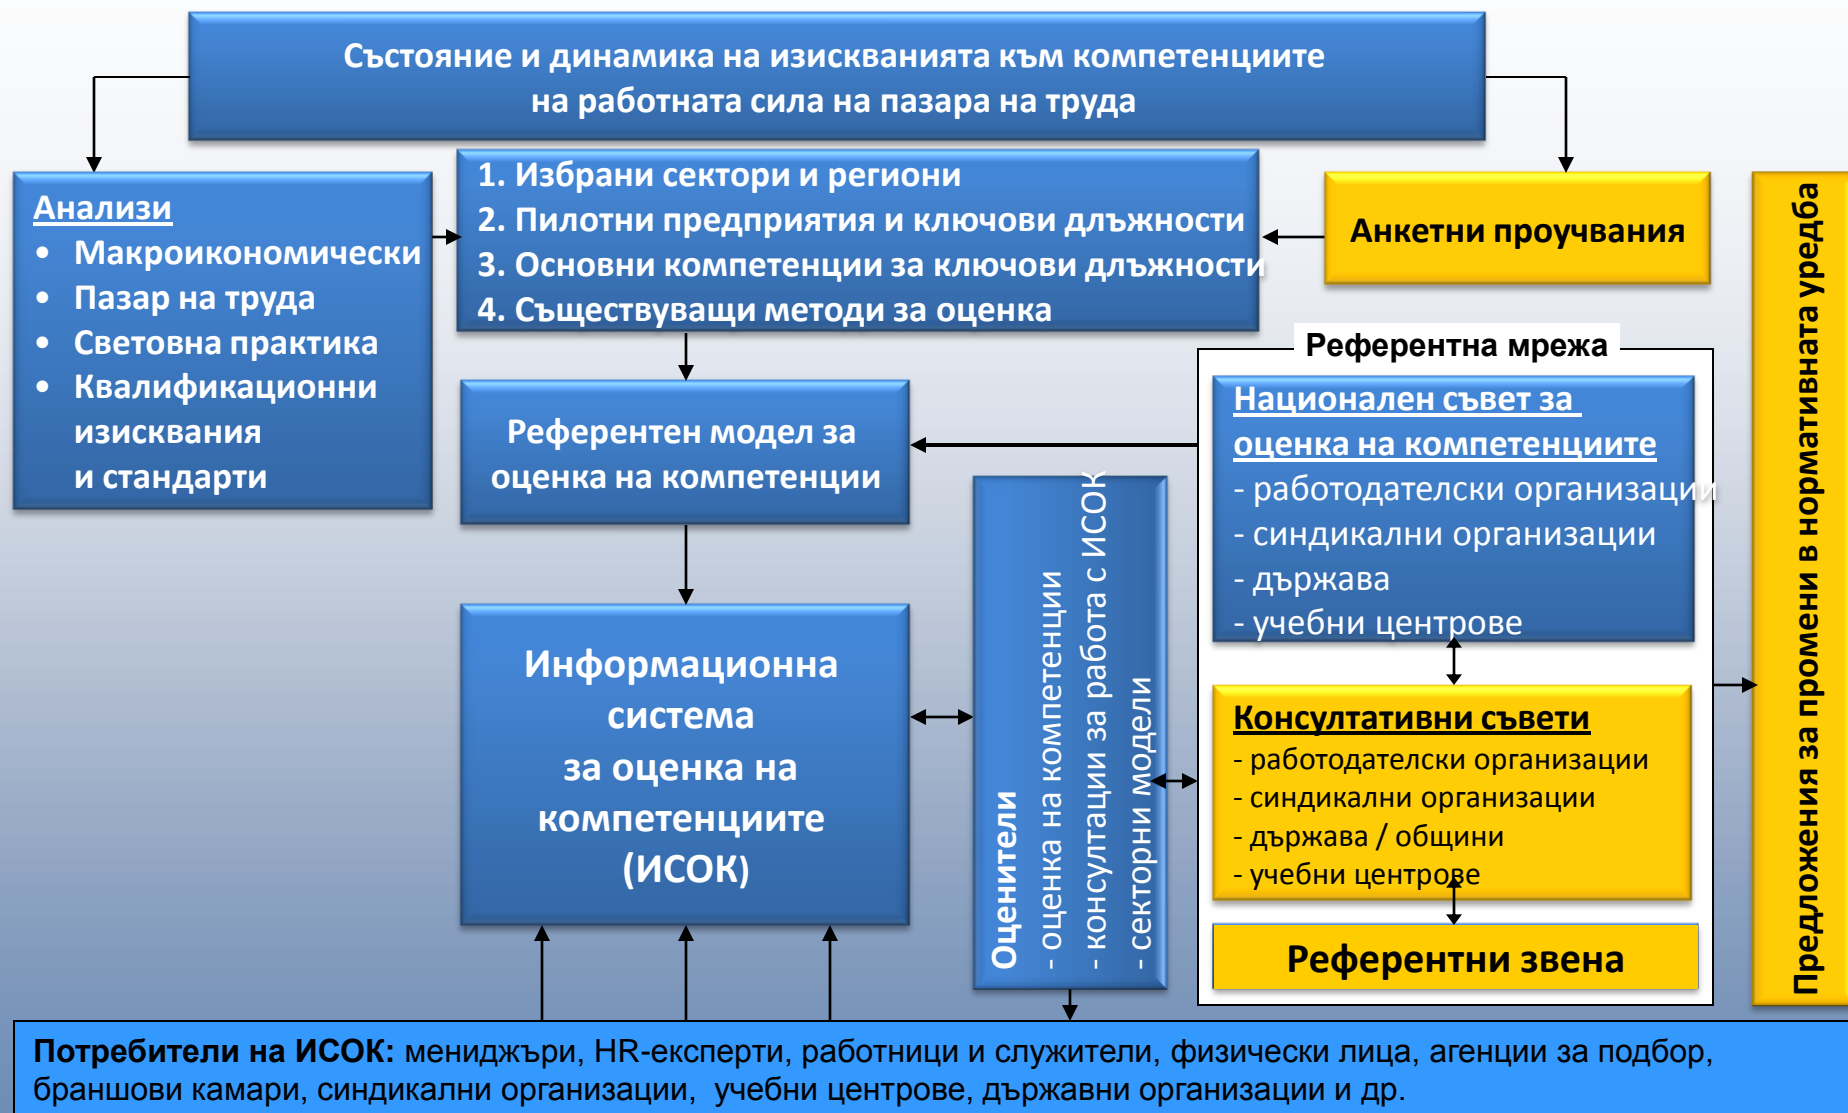 Състояние и динамика на изискванията към компетенциите
на работната сила на пазара на труда
Анализи
• Макроикономически
• Пазар на труда
• Световна практика
• Квалификационни
изисквания
и стандарти
1. Избрани сектори и региони
2. Пилотни предприятия и ключови длъжности
3. Основни компетенции за ключови длъжности
4. Съществуващи методи за оценка
Анкетни проучвания
Референтен модел за
оценка на компетенции
Информационна
система
за оценка на
компетенциите
(ИСОК)
Оценители
- оценка на компетенции
- консултации за работа с ИСОК
- секторни модели
Референтна мрежа
Национален съвет за
оценка на компетенциите
- работодателски организации
- синдикални организации
- държава
- учебни центрове
Консултативни съвети
- работодателски организации
- синдикални организации
- държава / общини
- учебни центрове
Референтни звена
Предложения за промени в нормативната уредба
Потребители на ИСОК: мениджъри, HR-експерти, работници и служители, физически лица, агенции за подбор,
браншови камари, синдикални организации, учебни центрове, държавни организации и др.